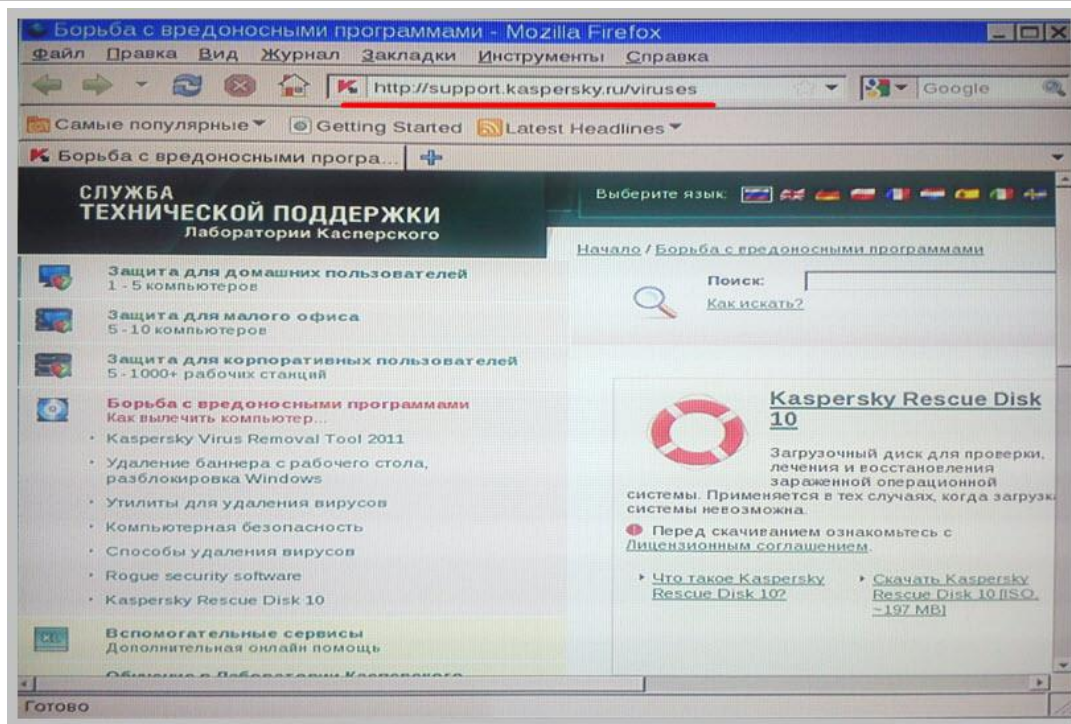 Борьба с вредоносными программами - Mozilla Firefox
Файл Правка Вид Журнал Закладки Инструменты Справка
http://support.kaspersky.ru/viruses
Google
Самые популярные Getting Started Latest Headlines
Борьба с вредоносными програ...
СЛУЖБА
ТЕХНИЧЕСКОЙ ПОДДЕРЖКИ
Лаборатории Касперского
Выберите язык:
Начало / Борьба с вредоносными программами
Поиск:
Как искать?
Защита для домашних пользователей
1 - 5 компьютеров
Защита для малого офиса
5 - 10 компьютеров
Защита для корпоративных пользователей
5 - 1000+ рабочих станций
Борьба с вредоносными программами
Как вылечить компьютер...
Kaspersky Virus Removal Tool 2011
Удаление баннера с рабочего стола,
разблокировка Windows
Утилиты для удаления вирусов
Компьютерная безопасность
Способы удаления вирусов
Rogue security software
Kaspersky Rescue Disk 10
Вспомогательные сервисы
Дополнительная онлайн помощь
Kaspersky Rescue Disk
10
Загрузочный диск для проверки,
лечения и восстановления
зараженной операционной
системы. Применяется в тех случаях, когда загрузк
системы невозможна.
Перед скачиванием ознакомьтесь с
Лицензионным соглашением.
Что такое Kaspersky
Rescue Disk 10?
Скачать Kaspersky
Rescue Disk 10 [ISO,
~197 MB]
Готово